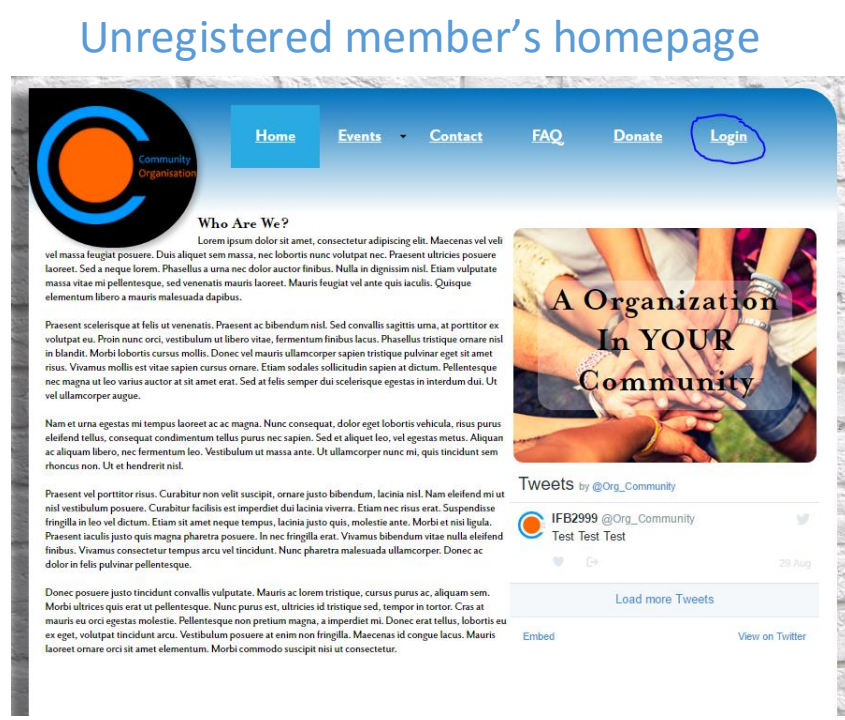 Unregistered member’s homepage
Community
Organisation
Home Events Contact FAQ Donate Login
Who Are We?
Lorem ipsum dolor sit amet, consectetur adipiscing elit. Maecenas vel veli
vel massa feugiat posuere. Duis aliquet sem massa, nec lobortis nunc volutpat nec. Praesent ultricies posuere
laoreet. Sed a neque lorem. Phasellus a urna nec dolor auctor finibus. Nulla in dignissim nisl. Etiam vulputate
massa vitae mi pellentesque, sed venenatis mauris laoreet. Mauris feugiat vel ante quis iaculis. Quisque
elementum libero a mauris malesuada dapibus.
Praesent scelerisque at felis ut venenatis. Praesent ac bibendum nisl. Sed convallis sagittis urna, at porttitor ex
volutpat eu. Proin nunc orci, vestibulum ut libero vitae, fermentum finibus lacus. Phasellus tristique ornare nisl
in blandit. Morbi lobortis cursus mollis. Donec vel mauris ullamcorper sapien tristique pulvinar eget sit amet
risus. Vivamus mollis est vitae sapien cursus ornare. Etiam sodales sollicitudin sapien at dictum. Pellentesque
nec magna ut leo varius auctor at sit amet erat. Sed at felis semper dui scelerisque egestas in interdum dui. Ut
vel ullamcorper augue.
Nam et urna egestas mi tempus laoreet ac ac magna. Nunc consequat, dolor eget lobortis vehicula, risus purus
eleifend tellus, consequat condimentum tellus purus nec sapien. Sed et aliquet leo, vel egestas metus. Aliquan
ac aliquam libero, nec fermentum leo. Vestibulum ut massa ante. Ut ullamcorper nunc mi, quis tincidunt sem
rhoncus non. Ut et hendrerit nisl.
Praesent vel porttitor risus. Curabitur non velit suscipit, ornare justo bibendum, lacinia nisl. Nam eleifend mi ut
nisl vestibulum posuere. Curabitur facilisis est imperdiet dui lacinia viverra. Etiam nec risus erat. Suspendisse
fringilla in leo vel dictum. Etiam sit amet neque tempus, lacinia justo quis, molestie ante. Morbi et nisi ligula.
Praesent iaculis justo quis magna pharetra posuere. In nec fringilla erat. Vivamus bibendum vitae nulla eleifend
finibus. Vivamus consectetur tempus arcu vel tincidunt. Nunc pharetra malesuada ullamcorper. Donec ac
dolor in felis pulvinar pellentesque.
Donec posuere justo tincidunt convallis vulputate. Mauris ac lorem tristique, cursus purus ac, aliquam sem.
Morbi ultrices quis erat ut pellentesque. Nunc purus est, ultricies id tristique sed, tempor in tortor. Cras at
mauris eu orci egestas molestie. Pellentesque non pretium magna, a imperdiet mi. Donec erat tellus, lobortis eu
ex eget, volutpat tincidunt arcu. Vestibulum posuere at enim non fringilla. Maecenas id congue lacus. Mauris
laoreet ornare orci sit amet elementum. Morbi commodo suscipit nisi ut consectetur.
A Organization
In YOUR
Community
Tweets by @Org_Community
IFB2999 @Org_Community
Test Test Test
29 Aug
Load more Tweets
Embed View on Twitter